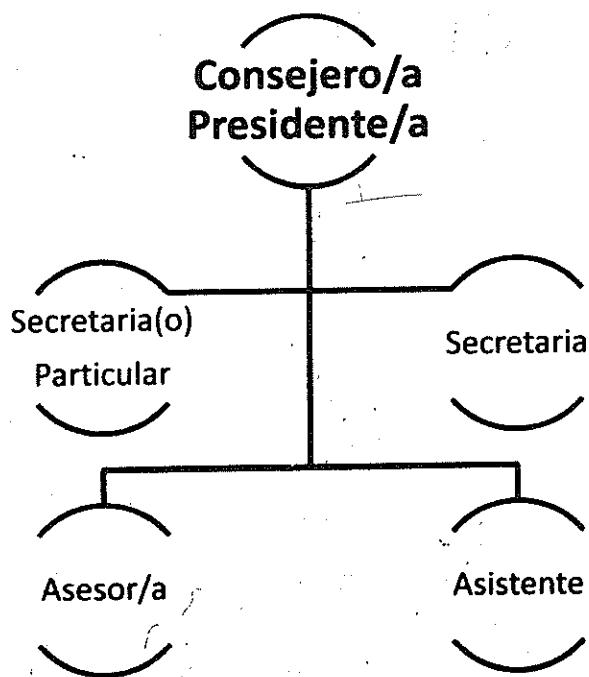 Consejero/a
Presidente/a
Secretaria(o)
Particular
Secretaria
Asesor/a
Asistente